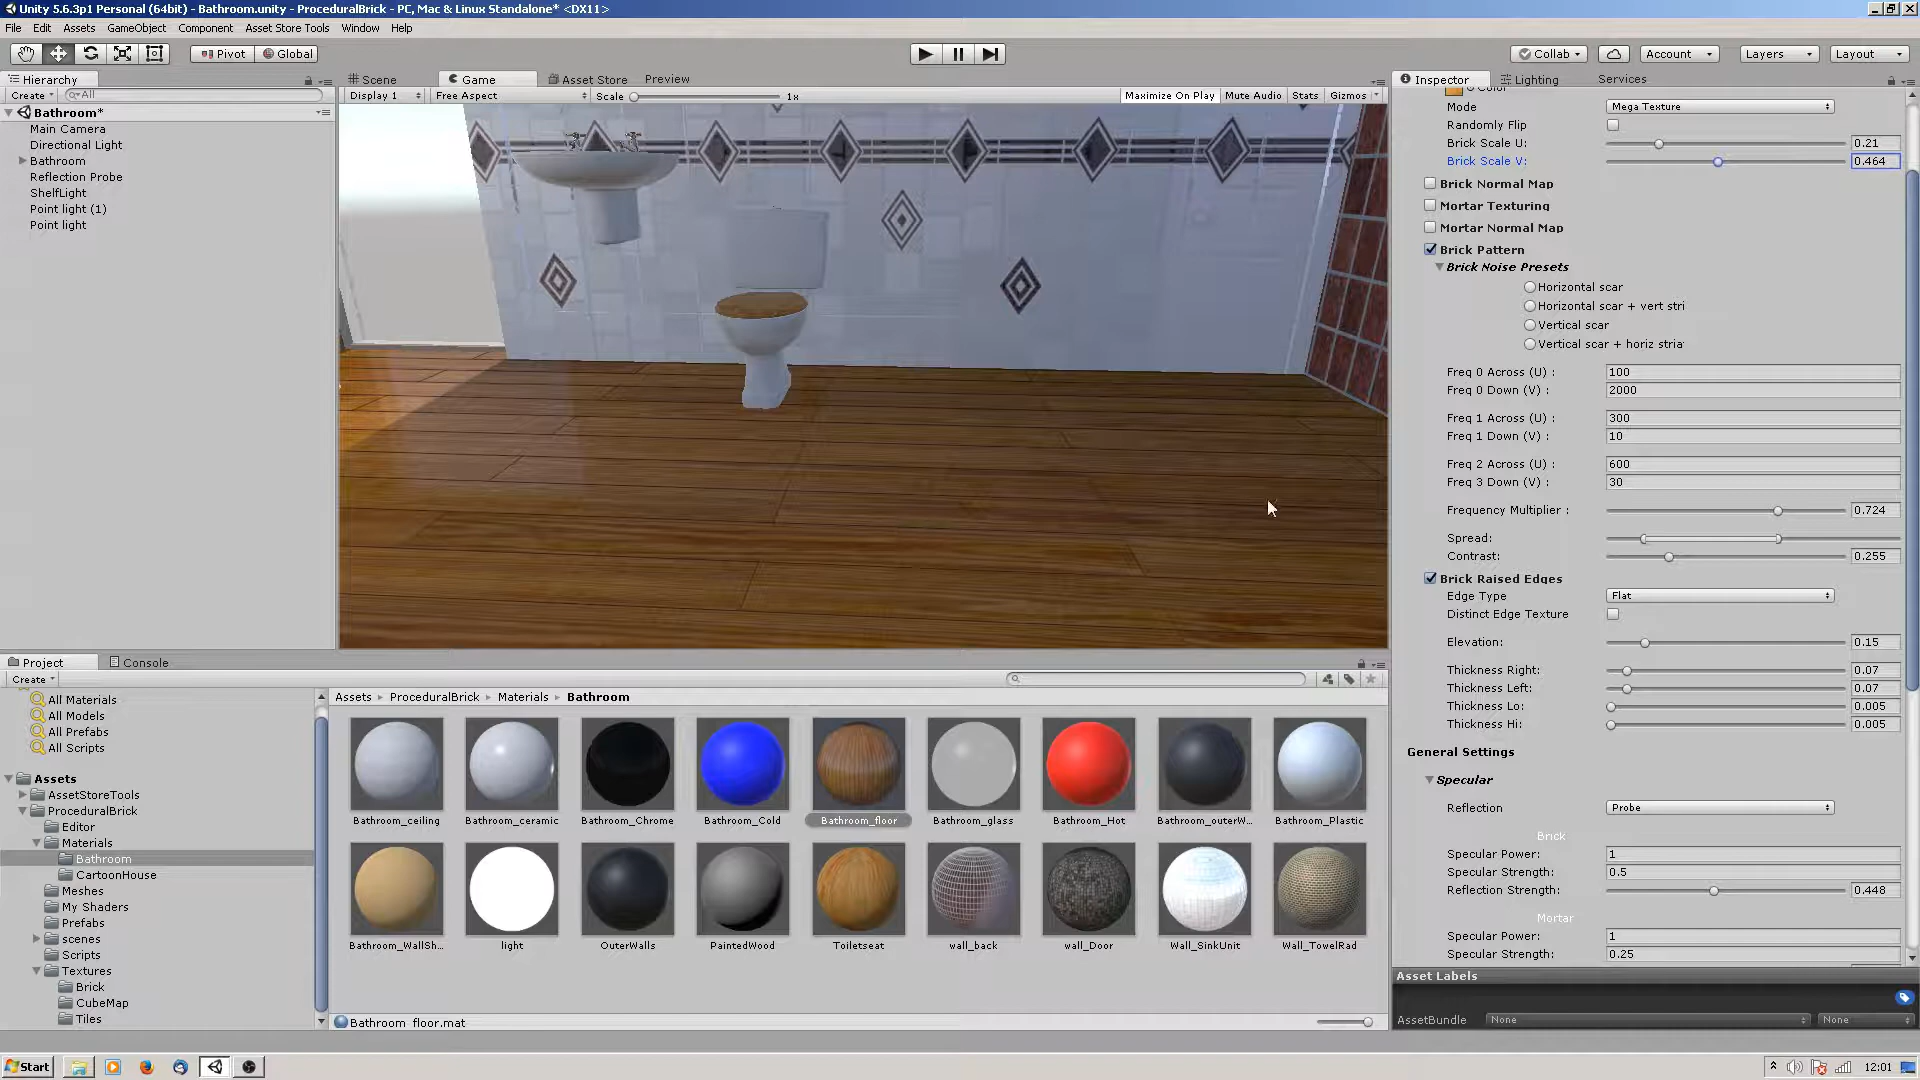 Unity 5.6.3p1 Personal (64bit) - Bathroom.unity - ProceduralBrick - PC, Mac & Linux Standalone* <DX11>
File Edit Assets GameObject Component Asset Store Tools Window Help
Pivot Global Collab Account Layers Layout
Hierarchy
Create All
Bathroom*
Main Camera
Directional Light
Bathroom
Reflection Probe
ShelfLight
Point light (1)
Point light
Scene Game Asset Store Preview
Display 1 Free Aspect Scale 1x Maximize On Play Mute Audio Stats Gizmos
Inspector Lighting Services
Mode Mega Texture
Randomly Flip
Brick Scale U: 0.21
Brick Scale V: 0.464
Brick Normal Map
Mortar Texturing
Mortar Normal Map
Brick Pattern
Brick Noise Presets
Horizontal scar
Horizontal scar + vert stri
Vertical scar
Vertical scar + horiz stria
Freq 0 Across (U) : 100
Freq 0 Down (V) : 2000
Freq 1 Across (U) : 300
Freq 1 Down (V) : 10
Freq 2 Across (U) : 600
Freq 3 Down (V) : 30
Frequency Multiplier : 0.724
Spread:
Contrast: 0.255
Brick Raised Edges
Edge Type Flat
Distinct Edge Texture
Elevation: 0.15
Thickness Right: 0.07
Thickness Left: 0.07
Thickness Lo: 0.005
Thickness Hi: 0.005
General Settings
Specular
Reflection Probe
Brick
Specular Power: 1
Specular Strength: 0.5
Reflection Strength: 0.448
Mortar
Specular Power: 1
Specular Strength: 0.25
Asset Labels
AssetBundle None None
Project Console
Create
All Materials
All Models
All Prefabs
All Scripts
Assets
AssetStoreTools
ProceduralBrick
Editor
Materials
Bathroom
CartoonHouse
Meshes
My Shaders
Prefabs
scenes
Scripts
Textures
Brick
CubeMap
Tiles
Assets ProceduralBrick Materials Bathroom
Bathroom_ceiling Bathroom_ceramic Bathroom_Chrome Bathroom_Cold Bathroom_floor Bathroom_glass Bathroom_Hot Bathroom_outerW... Bathroom_Plastic
Bathroom_WallSh... light OuterWalls PaintedWood Toiletseat wall_back wall_Door Wall_SinkUnit Wall_TowelRad
Bathroom_floor.mat
Start 12:01